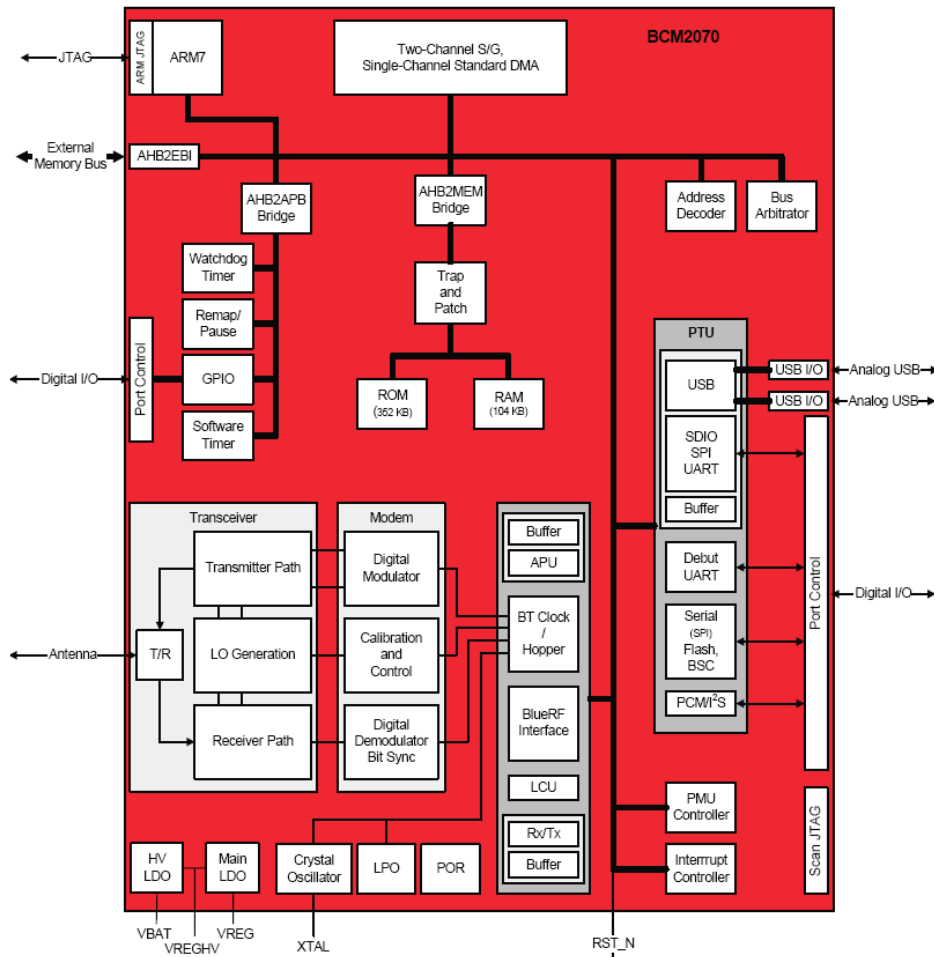 BCM2070
Two-Channel S/G,
Single-Channel Standard DMA
JTAG
ARM JTAG
ARM7
External
Memory Bus
AHB2EBI
AHB2APB
Bridge
AHB2MEM
Bridge
Address
Decoder
Bus
Arbitrator
Watchdog
Timer
Remap/
Pause
GPIO
Software
Timer
Digital I/O
Port Control
Trap
and
Patch
ROM
(352 KB)
RAM
(104 KB)
PTU
USB
USB I/O
Analog USB
USB I/O
Analog USB
SDIO
SPI
UART
Buffer
Debut
UART
Serial
(SPI)
Flash,
BSC
PCM/I²S
Port Control
Digital I/O
Transceiver
Transmitter Path
T/R
LO Generation
Receiver Path
Antenna
Modem
Digital
Modulator
Calibration
and
Control
Digital
Demodulator
Bit Sync
Buffer
APU
BT Clock
/
Hopper
BlueRF
Interface
LCU
Rx/Tx
Buffer
PMU
Controller
Interrupt
Controller
Scan JTAG
HV
LDO
Main
LDO
Crystal
Oscillator
LPO
POR
VBAT
VREGHV
VREG
XTAL
RST_N